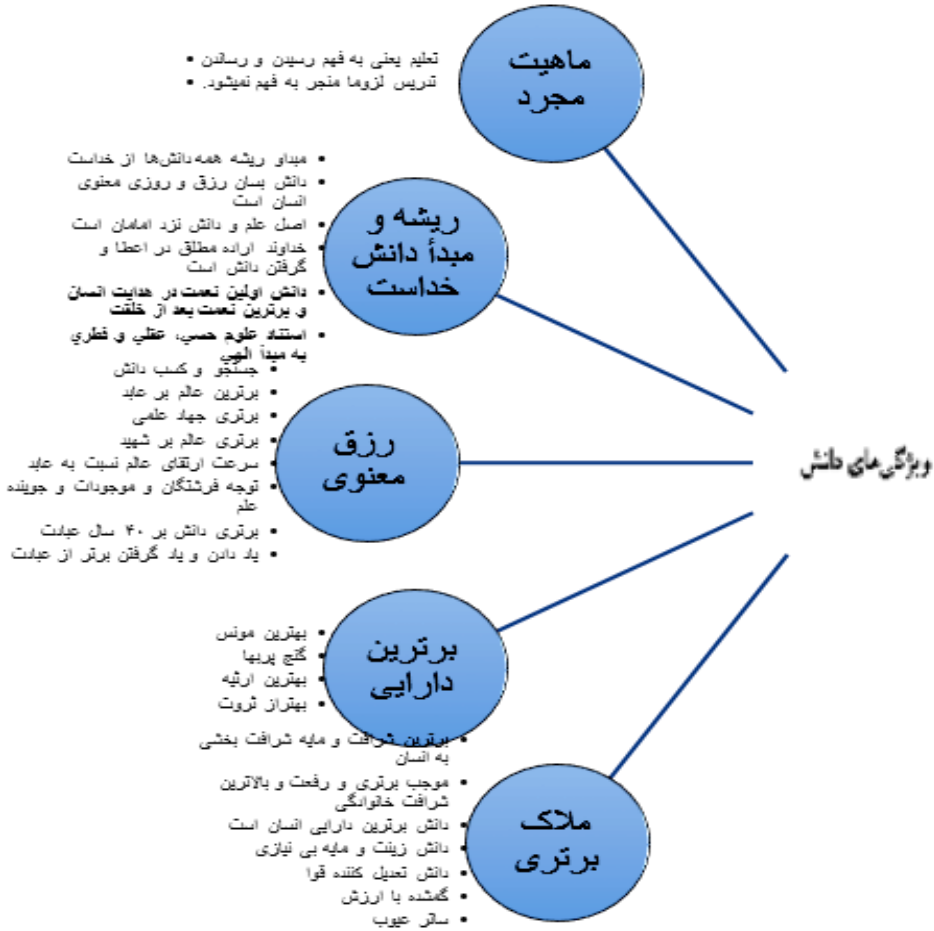 ویژگی‌های دانش
ماهیت
مجرد
• تعلیم یعنی به فهم رسیدن و رساندن
• تدریس لزوما منجر به فهم نمیشود.
ریشه و
مبدأ دانش
خداست
• مبداو ریشه همه دانش‌ها از خداست
• دانش بسان رزق و روزی معنوی
انسان است
• اصل علم و دانش نزد امامان است
• خداوند اراده مطلق در اعطا و
گرفتن دانش است
• دانش اولین نعمت در هدایت انسان
و برترین نعمت بعد از خلقت
• استناد علوم حسي، عقلي و فطري
به مبدأ الهي
رزق
معنوی
• جستجو و کسب دانش
• برترین عالم بر عابد
• برتری جهاد علمی
• برتری عالم بر شهید
• سرعت ارتقای عالم نسبت به عابد
• توجه فرشتگان و موجودات و جوینده
علم
• برتری دانش بر ۴۰ سال عبادت
• یاد دادن و یاد گرفتن برتر از عبادت
برترین
دارایی
• بهترین مونس
• گنج پربها
• بهترین ارثیه
• بهتراز ثروت
ملاک
برتری
• برترین شرافت و مایه شرافت بخشی
به انسان
• موجب برتری و رفعت و بالاترین
شرافت خانوادگی
• دانش برترین دارایی انسان است
• دانش زینت و مایه بی نیازی
• دانش تعدیل کننده قوا
• گمشده با ارزش
• ساتر عیوب